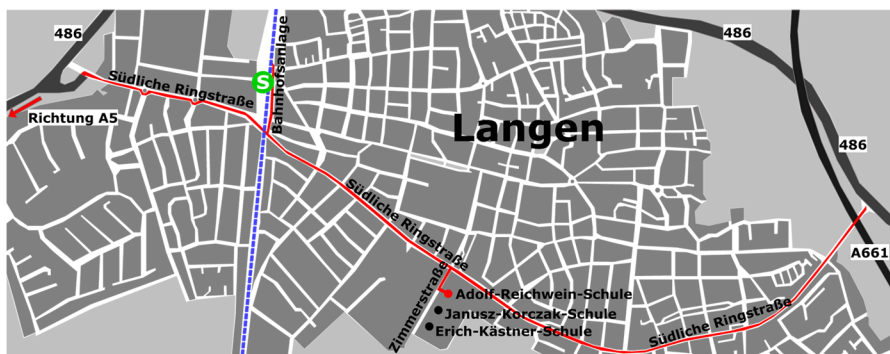 486
486
Südliche Ringstraße
S
Bahnhofsanlage
Richtung A5
Langen
486
Südliche Ringstraße
A661
Zimmerstraße
Adolf-Reichwein-Schule
Janusz-Korczak-Schule
Erich-Kästner-Schule
Südliche Ringstraße